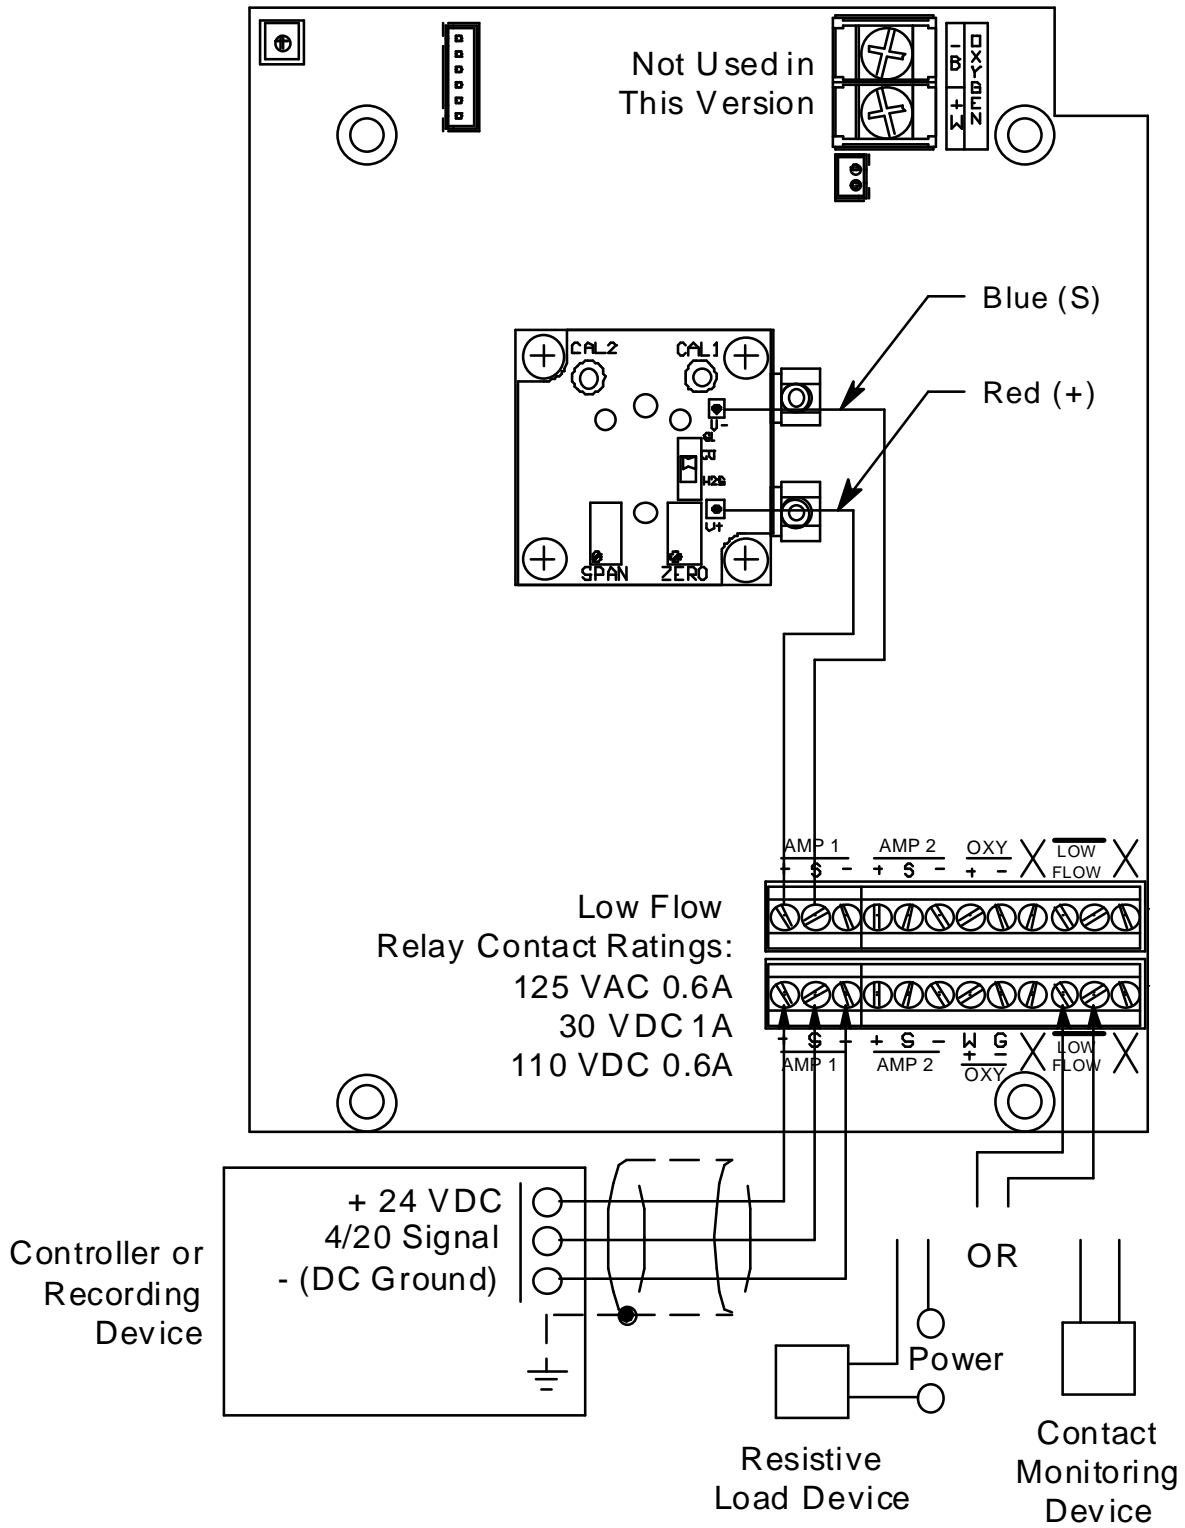 Not Used in
This Version
-B
+W
OXYGEN
Blue (S)
Red (+)
CAL2
CAL1
V-
CL
H2S
V+
SPAN
ZERO
AMP 1
AMP 2
OXY
LOW
FLOW
- S -
+ S -
+ -
Low Flow
Relay Contact Ratings:
125 VAC 0.6A
30 VDC 1A
110 VDC 0.6A
- S -
+ S -
W G
+ -
AMP 1
AMP 2
OXY
LOW
FLOW
+ 24 VDC
4/20 Signal
- (DC Ground)
Controller or
Recording
Device
OR
Power
Resistive
Load Device
Contact
Monitoring
Device